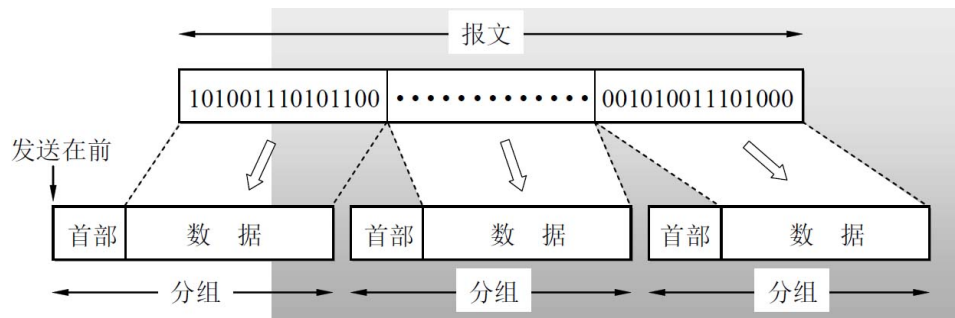 报文
101001110101100 ············· 001010011101000
发送在前
首部 数 据 首部 数 据 首部 数 据
分组 分组 分组